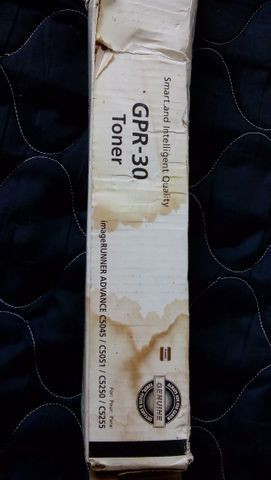 Smart and Intelligent Quality
GPR-30
Toner
imageRUNNER ADVANCE C5045 / C5051 / C5250 / C5255
GENUINE